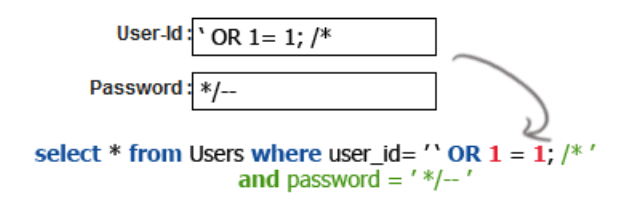 User-Id : ` OR 1= 1; /*
Password : */--
select * from Users where user_id= ′` OR 1 = 1; /* ′
and password = ′ */-- ′